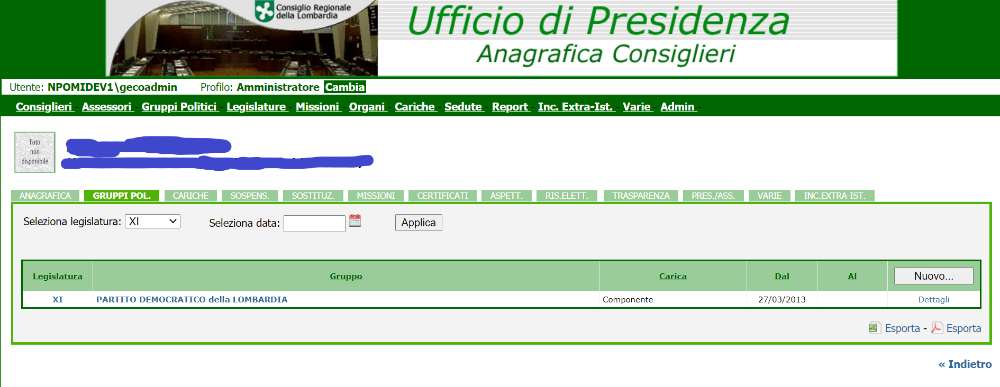 Consiglio Regionale
della Lombardia
Ufficio di Presidenza
Anagrafica Consiglieri
Utente: NPOMIDEV1\gecoadmin Profilo: Amministratore Cambia
Consiglieri - Assessori - Gruppi Politici - Legislature - Missioni - Organi - Cariche - Sedute - Report - Inc. Extra-Ist. - Varie - Admin -
Foto
non
disponibile
ANAGRAFICA GRUPPI POL. CARICHE SOSPENS. SOSTITUZ. MISSIONI CERTIFICATI ASPETT. RIS.ELETT. TRASPARENZA PRES./ASS. VARIE INC.EXTRA-IST.
Seleziona legislatura: XI Seleziona data: Applica
Legislatura Gruppo Carica Dal Al Nuovo...
XI PARTITO DEMOCRATICO della LOMBARDIA Componente 27/03/2013 Dettagli
Esporta - Esporta
« Indietro